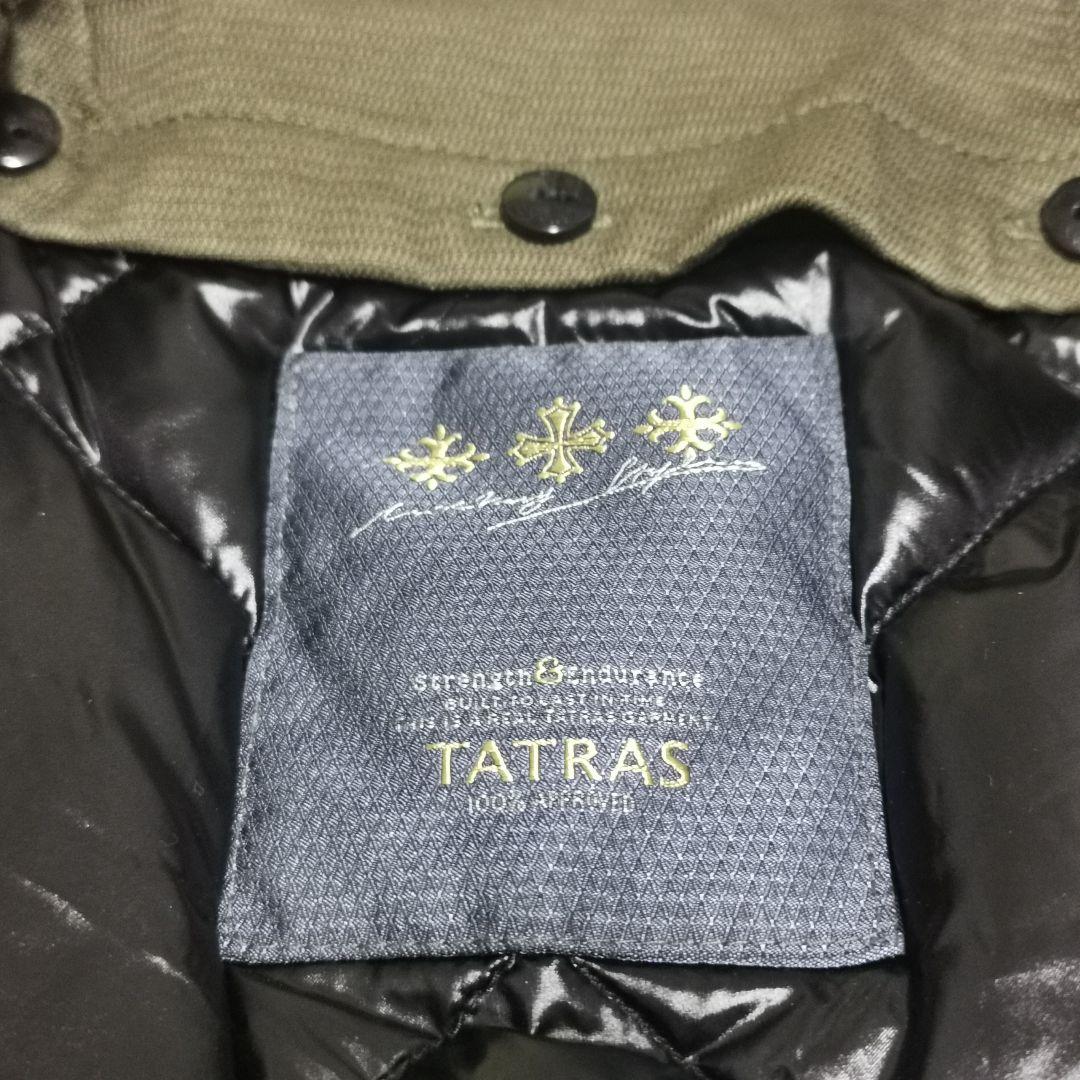 Strength & Endurance
BUILT TO LAST IN TIME
THIS IS A REAL TATRAS GARMENT
TATRAS
100% APPROVED